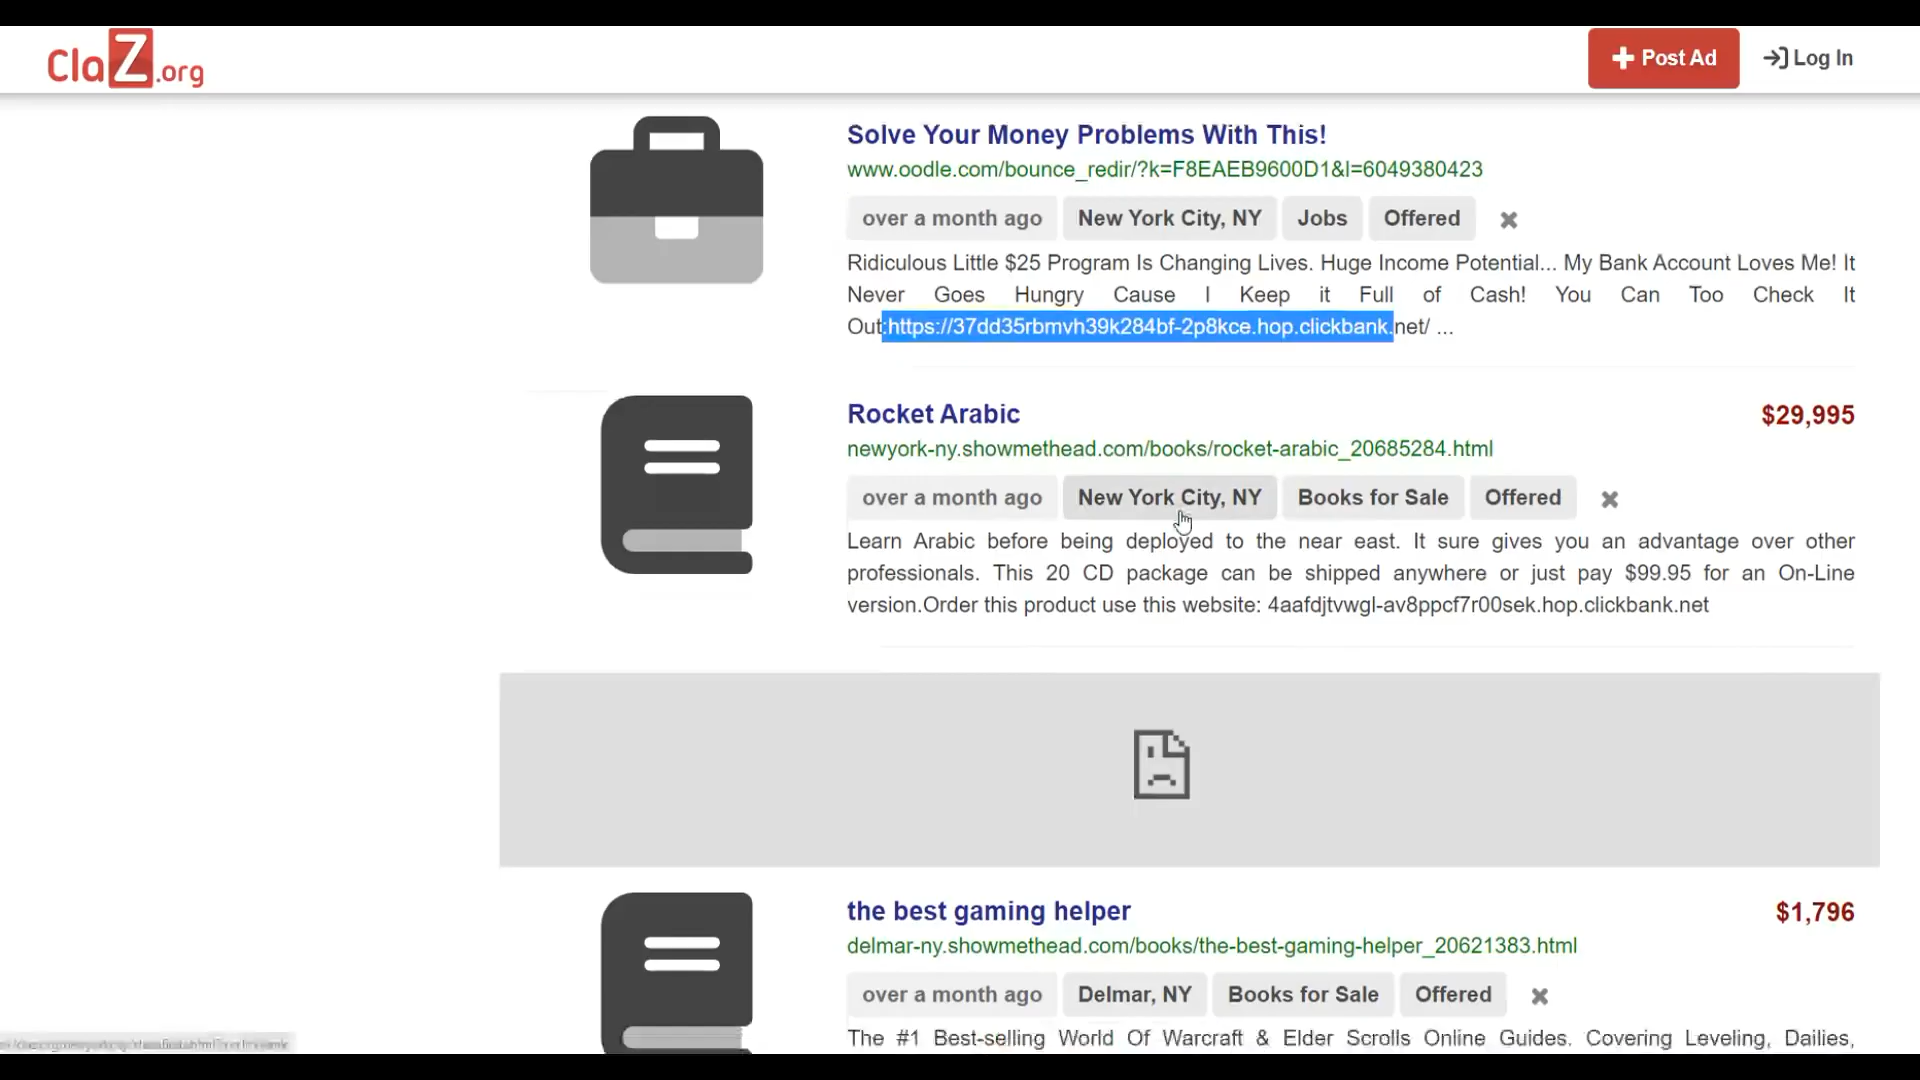 ClaZ.org
Post Ad
Log In
Solve Your Money Problems With This!
www.oodle.com/bounce_redir/?k=F8EAEB9600D1&l=6049380423
over a month ago
New York City, NY
Jobs
Offered
Ridiculous Little $25 Program Is Changing Lives. Huge Income Potential... My Bank Account Loves Me! It
Never Goes Hungry Cause I Keep it Full of Cash! You Can Too Check It
Out:https://37dd35rbmvh39k284bf-2p8kce.hop.clickbank.net/ ...
Rocket Arabic
$29,995
newyork-ny.showmethead.com/books/rocket-arabic_20685284.html
over a month ago
New York City, NY
Books for Sale
Offered
Learn Arabic before being deployed to the near east. It sure gives you an advantage over other
professionals. This 20 CD package can be shipped anywhere or just pay $99.95 for an On-Line
version.Order this product use this website: 4aafdjtvwgl-av8ppcf7r00sek.hop.clickbank.net
the best gaming helper
$1,796
delmar-ny.showmethead.com/books/the-best-gaming-helper_20621383.html
over a month ago
Delmar, NY
Books for Sale
Offered
The #1 Best-selling World Of Warcraft & Elder Scrolls Online Guides. Covering Leveling, Dailies,